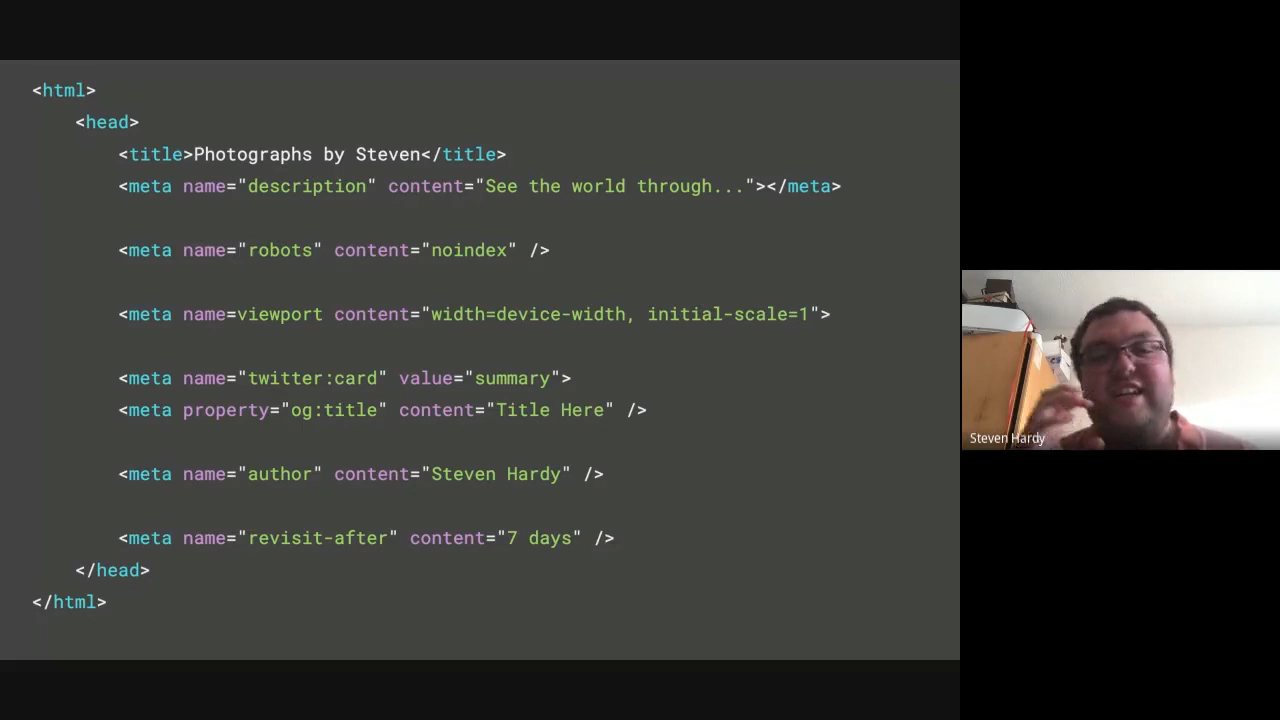 <html>
<head>
<title>Photographs by Steven</title>
<meta name="description" content="See the world through..."></meta>
<meta name="robots" content="noindex" />
<meta name=viewport content="width=device-width, initial-scale=1">
<meta name="twitter:card" value="summary">
<meta property="og:title" content="Title Here" />
<meta name="author" content="Steven Hardy" />
<meta name="revisit-after" content="7 days" />
</head>
</html>
Steven Hardy